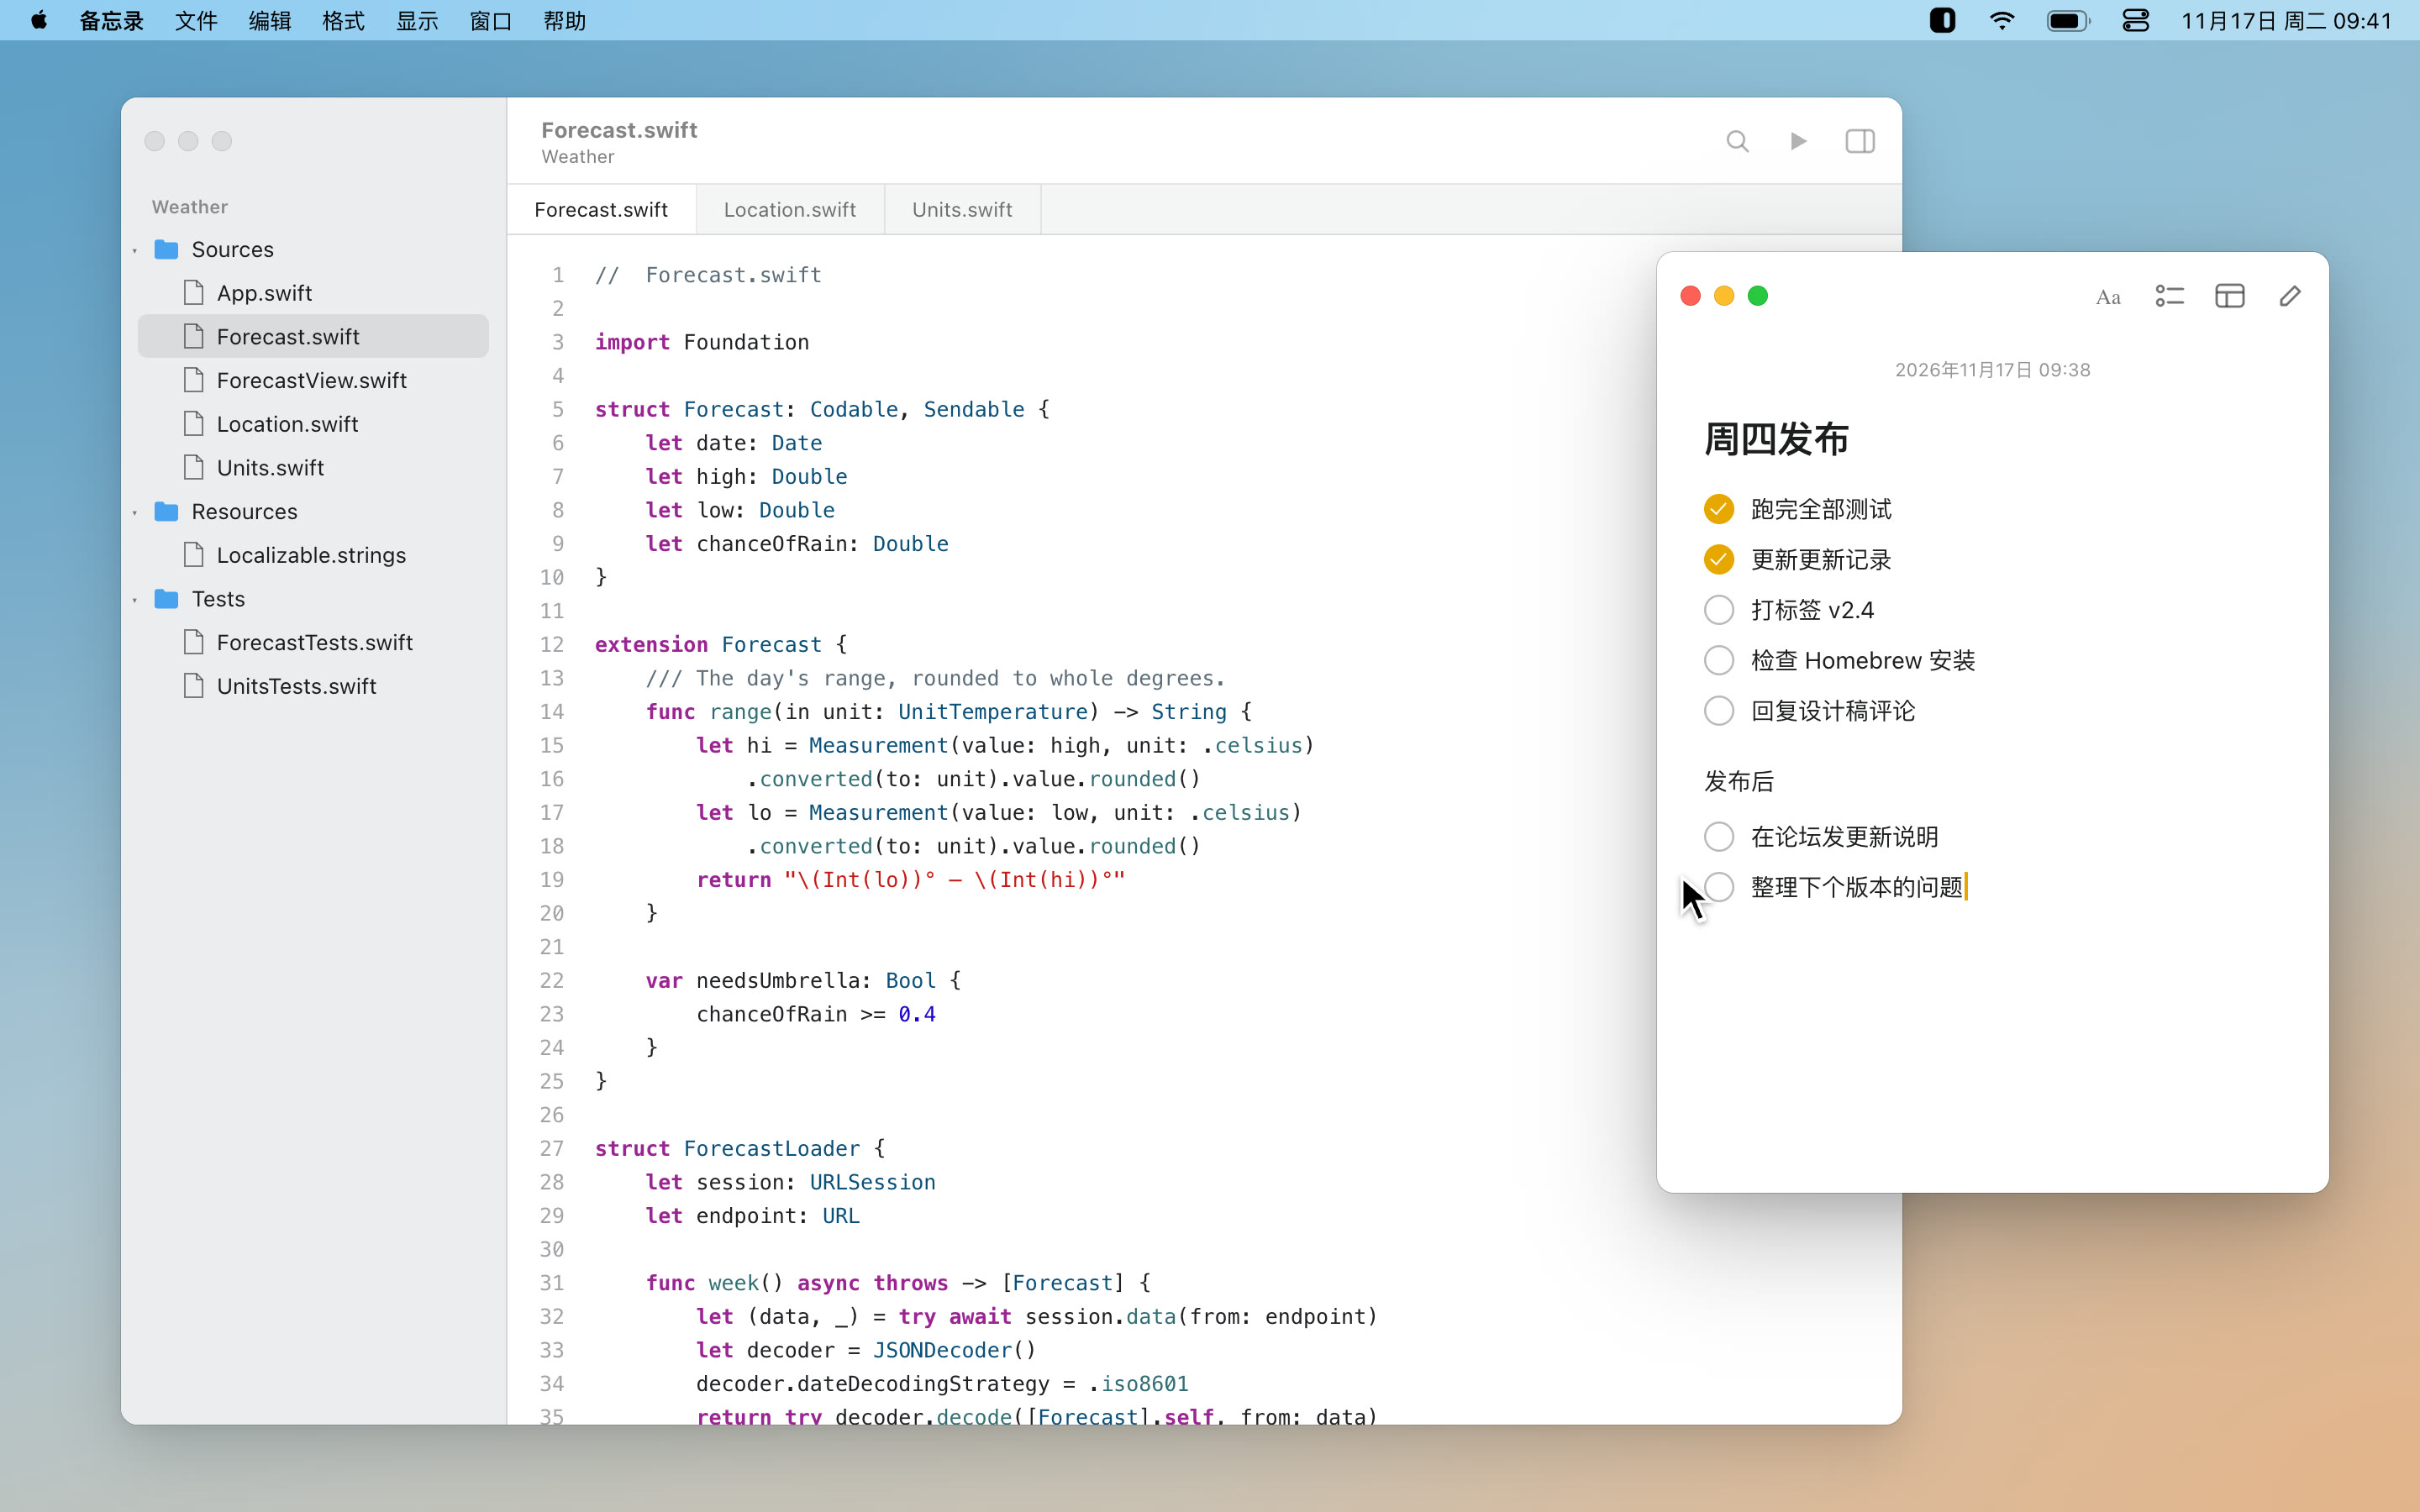 备忘录 文件 编辑 格式 显示 窗口 帮助 11月17日 周二 09:41
Weather
Sources
App.swift
Forecast.swift
ForecastView.swift
Location.swift
Units.swift
Resources
Localizable.strings
Tests
ForecastTests.swift
UnitsTests.swift
Forecast.swift
Weather
Forecast.swift Location.swift Units.swift
1 //  Forecast.swift
2
3 import Foundation
4
5 struct Forecast: Codable, Sendable {
6     let date: Date
7     let high: Double
8     let low: Double
9     let chanceOfRain: Double
10 }
11
12 extension Forecast {
13     /// The day's range, rounded to whole degrees.
14     func range(in unit: UnitTemperature) -> String {
15         let hi = Measurement(value: high, unit: .celsius)
16             .converted(to: unit).value.rounded()
17         let lo = Measurement(value: low, unit: .celsius)
18             .converted(to: unit).value.rounded()
19         return "\(Int(lo))° – \(Int(hi))°"
20     }
21
22     var needsUmbrella: Bool {
23         chanceOfRain >= 0.4
24     }
25 }
26
27 struct ForecastLoader {
28     let session: URLSession
29     let endpoint: URL
30
31     func week() async throws -> [Forecast] {
32         let (data, _) = try await session.data(from: endpoint)
33         let decoder = JSONDecoder()
34         decoder.dateDecodingStrategy = .iso8601
35         return try decoder.decode([Forecast].self, from: data)
Aa
2026年11月17日 09:38
周四发布
跑完全部测试
更新更新记录
打标签 v2.4
检查 Homebrew 安装
回复设计稿评论
发布后
在论坛发更新说明
整理下个版本的问题